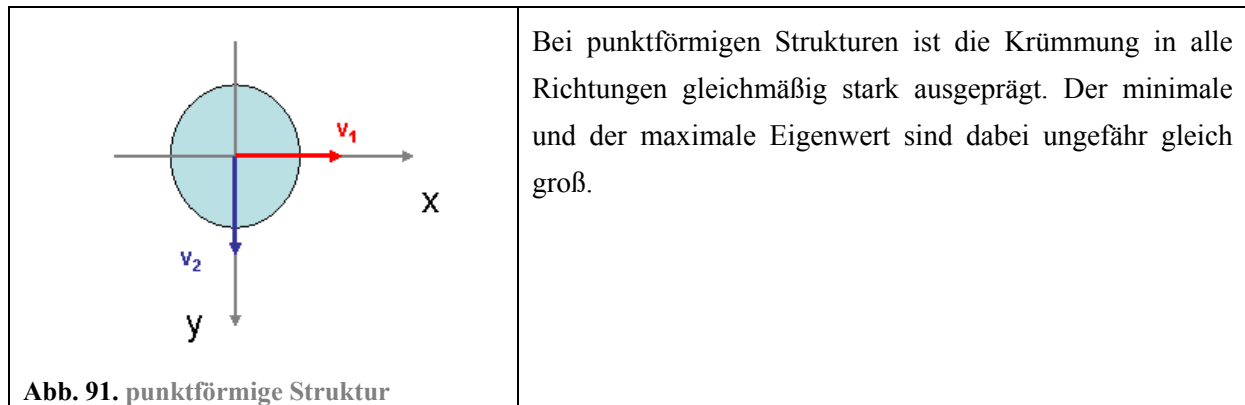 v₁
x
v₂
y
Abb. 91. punktförmige Struktur
Bei punktförmigen Strukturen ist die Krümmung in alle
Richtungen gleichmäßig stark ausgeprägt. Der minimale
und der maximale Eigenwert sind dabei ungefähr gleich
groß.